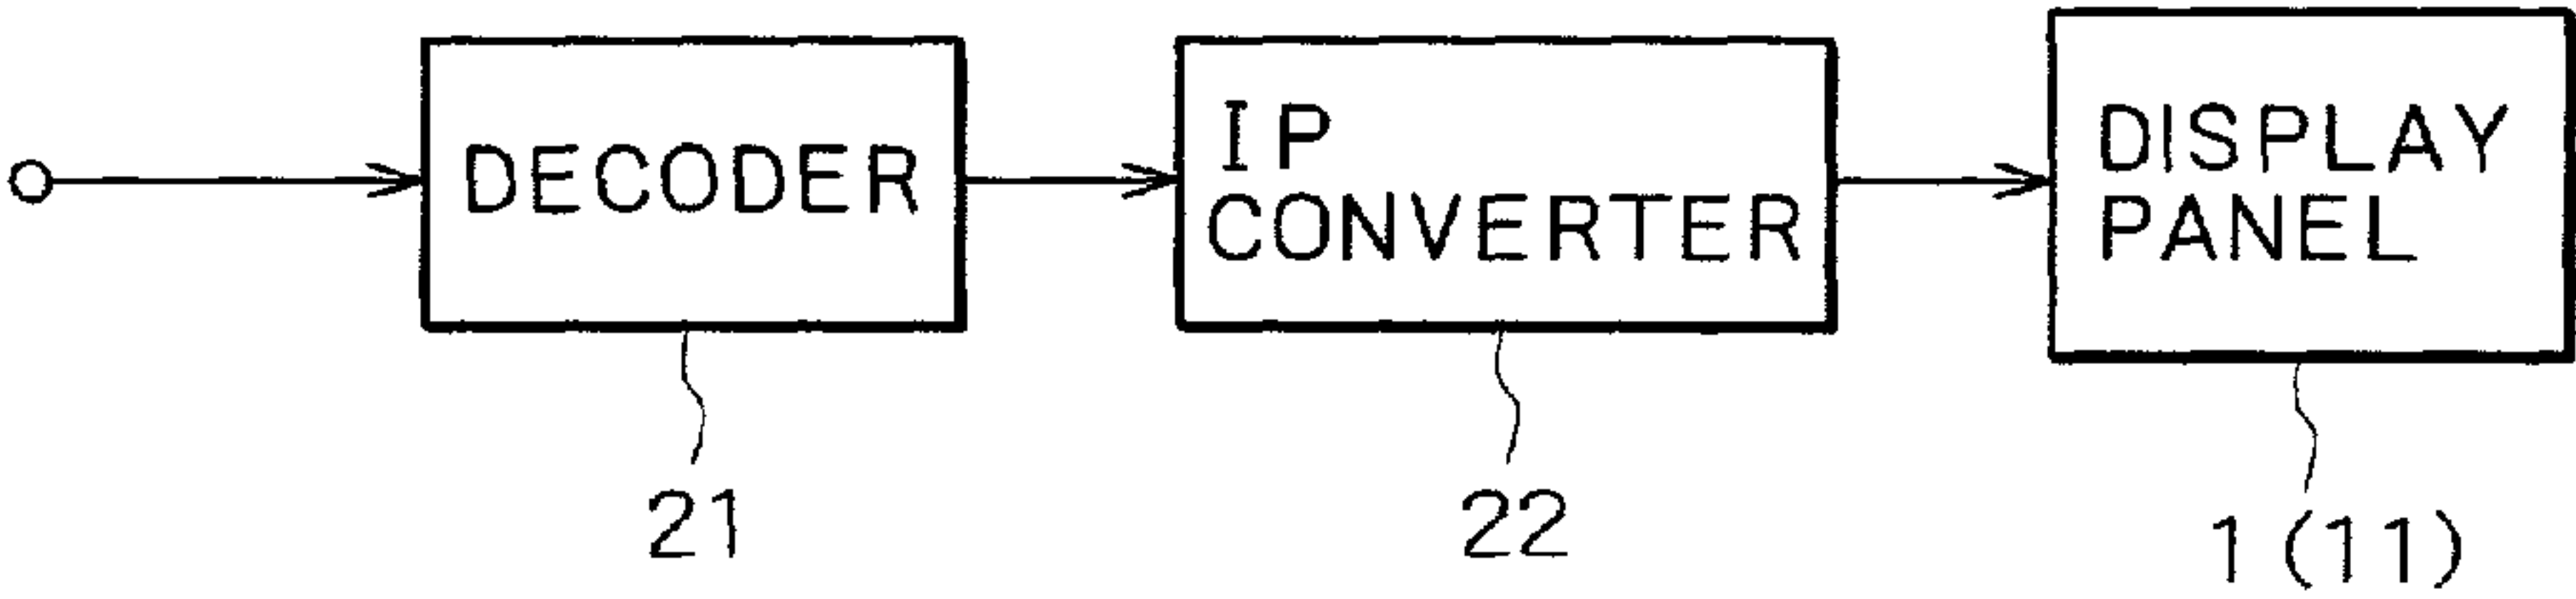 DECODER
IP
CONVERTER
DISPLAY
PANEL
21
22
1(11)